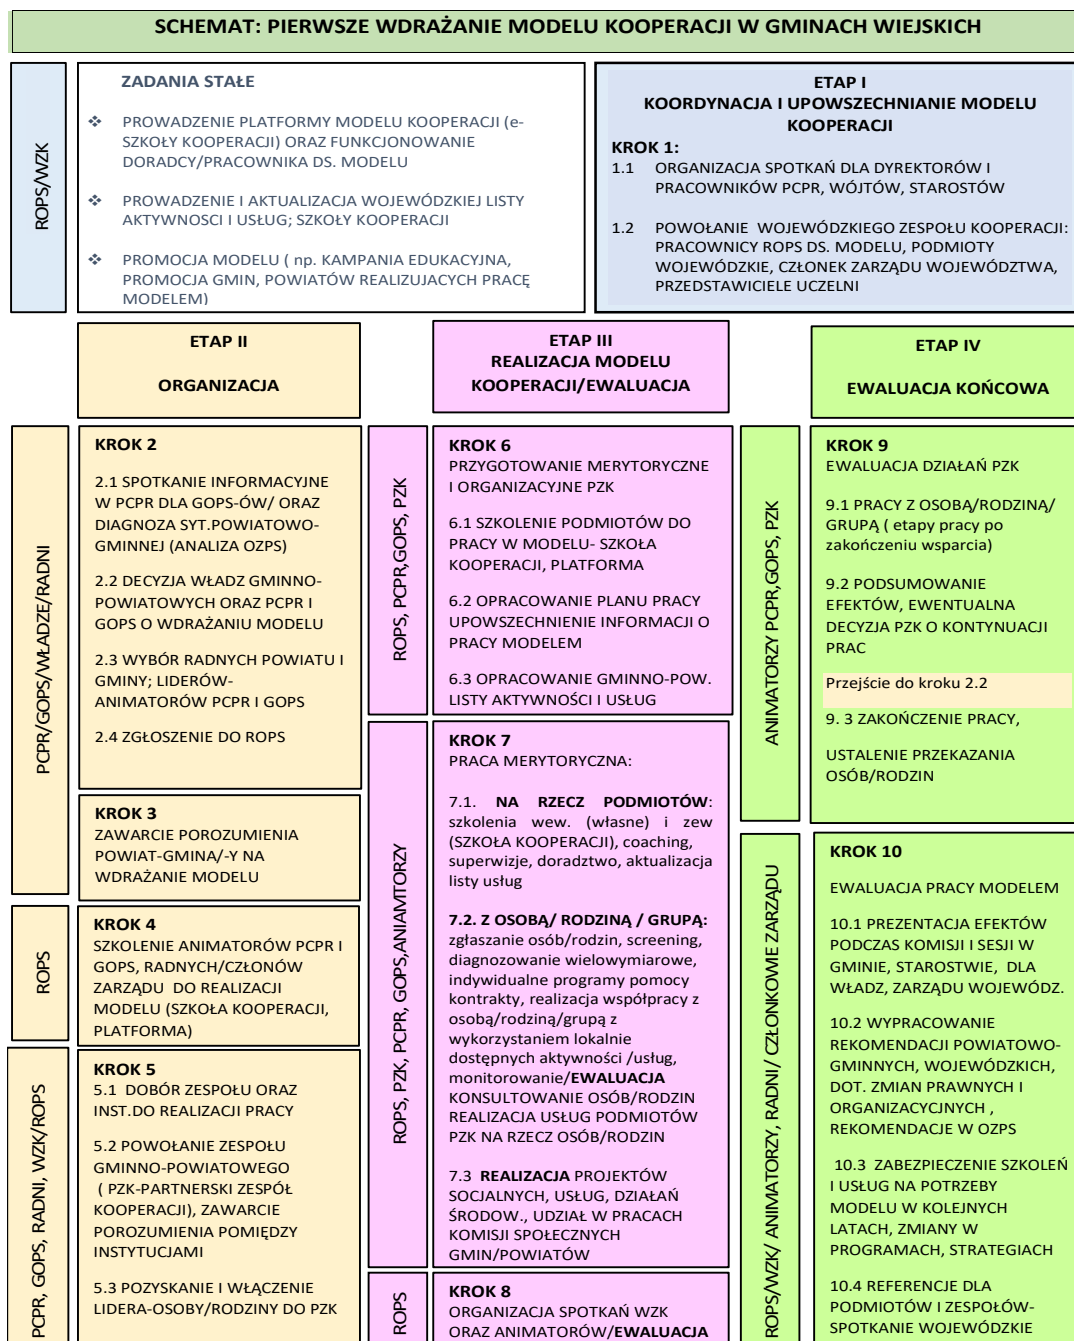 SCHEMAT: PIERWSZE WDRAŻANIE MODELU KOOPERACJI W GMINACH WIEJSKICH
ROPS/WZK
ZADANIA STAŁE
❖ PROWADZENIE PLATFORMY MODELU KOOPERACJI (e-
SZKOŁY KOOPERACJI) ORAZ FUNKCJONOWANIE
DORADCY/PRACOWNIKA DS. MODELU
❖ PROWADZENIE I AKTUALIZACJA WOJEWÓDZKIEJ LISTY
AKTYWNOSCI I USŁUG; SZKOŁY KOOPERACJI
❖ PROMOCJA MODELU ( np. KAMPANIA EDUKACYJNA,
PROMOCJA GMIN, POWIATÓW REALIZUJACYCH PRACĘ
MODELEM)
ETAP I
KOORDYNACJA I UPOWSZECHNIANIE MODELU
KOOPERACJI
KROK 1:
1.1 ORGANIZACJA SPOTKAŃ DLA DYREKTORÓW I
PRACOWNIKÓW PCPR, WÓJTÓW, STAROSTÓW
1.2 POWOŁANIE WOJEWÓDZKIEGO ZESPOŁU KOOPERACJI:
PRACOWNICY ROPS DS. MODELU, PODMIOTY
WOJEWÓDZKIE, CZŁONEK ZARZĄDU WOJEWÓDZTWA,
PRZEDSTAWICIELE UCZELNI
ETAP II
ORGANIZACJA
PCPR/GOPS/WŁADZE/RADNI
KROK 2
2.1 SPOTKANIE INFORMACYJNE
W PCPR DLA GOPS-ÓW/ ORAZ
DIAGNOZA SYT.POWIATOWO-
GMINNEJ (ANALIZA OZPS)
2.2 DECYZJA WŁADZ GMINNO-
POWIATOWYCH ORAZ PCPR I
GOPS O WDRAŻANIU MODELU
2.3 WYBÓR RADNYCH POWIATU I
GMINY; LIDERÓW-
ANIMATORÓW PCPR I GOPS
2.4 ZGŁOSZENIE DO ROPS
KROK 3
ZAWARCIE POROZUMIENIA
POWIAT-GMINA/-Y NA
WDRAŻANIE MODELU
ROPS
KROK 4
SZKOLENIE ANIMATORÓW PCPR I
GOPS, RADNYCH/CZŁONÓW
ZARZĄDU DO REALIZACJI
MODELU (SZKOŁA KOOPERACJI,
PLATFORMA)
PCPR, GOPS, RADNI, WZK/ROPS
KROK 5
5.1 DOBÓR ZESPOŁU ORAZ
INST.DO REALIZACJI PRACY
5.2 POWOŁANIE ZESPOŁU
GMINNO-POWIATOWEGO
( PZK-PARTNERSKI ZESPÓŁ
KOOPERACJI), ZAWARCIE
POROZUMIENIA POMIĘDZY
INSTYTUCJAMI
5.3 POZYSKANIE I WŁĄCZENIE
LIDERA-OSOBY/RODZINY DO PZK
ETAP III
REALIZACJA MODELU
KOOPERACJI/EWALUACJA
ROPS, PCPR,GOPS, PZK
KROK 6
PRZYGOTOWANIE MERYTORYCZNE
I ORGANIZACYJNE PZK
6.1 SZKOLENIE PODMIOTÓW DO
PRACY W MODELU- SZKOŁA
KOOPERACJI, PLATFORMA
6.2 OPRACOWANIE PLANU PRACY
UPOWSZECHNIENIE INFORMACJI O
PRACY MODELEM
6.3 OPRACOWANIE GMINNO-POW.
LISTY AKTYWNOŚCI I USŁUG
ROPS, PZK, PCPR, GOPS,ANIAMTORZY
KROK 7
PRACA MERYTORYCZNA:
7.1. NA RZECZ PODMIOTÓW:
szkolenia wew. (własne) i zew
(SZKOŁA KOOPERACJI), coaching,
superwizje, doradztwo, aktualizacja
listy usług
7.2. Z OSOBĄ/ RODZINĄ / GRUPĄ:
zgłaszanie osób/rodzin, screening,
diagnozowanie wielowymiarowe,
indywidualne programy pomocy
kontrakty, realizacja współpracy z
osobą/rodziną/grupą z
wykorzystaniem lokalnie
dostępnych aktywności /usług,
monitorowanie/EWALUACJA
KONSULTOWANIE OSÓB/RODZIN
REALIZACJA USŁUG PODMIOTÓW
PZK NA RZECZ OSÓB/RODZIN
7.3 REALIZACJA PROJEKTÓW
SOCJALNYCH, USŁUG, DZIAŁAŃ
ŚRODOW., UDZIAŁ W PRACACH
KOMISJI SPOŁECZNYCH
GMIN/POWIATÓW
ROPS
KROK 8
ORGANIZACJA SPOTKAŃ WZK
ORAZ ANIMATORÓW/EWALUACJA
ETAP IV
EWALUACJA KOŃCOWA
ANIMATORZY PCPR,GOPS, PZK
KROK 9
EWALUACJA DZIAŁAŃ PZK
9.1 PRACY Z OSOBĄ/RODZINĄ/
GRUPĄ ( etapy pracy po
zakończeniu wsparcia)
9.2 PODSUMOWANIE
EFEKTÓW, EWENTUALNA
DECYZJA PZK O KONTYNUACJI
PRAC
Przejście do kroku 2.2
9. 3 ZAKOŃCZENIE PRACY,
USTALENIE PRZEKAZANIA
OSÓB/RODZIN
ROPS/WZK/ ANIMATORZY, RADNI/ CZŁONKOWIE ZARZĄDU
KROK 10
EWALUACJA PRACY MODELEM
10.1 PREZENTACJA EFEKTÓW
PODCZAS KOMISJI I SESJI W
GMINIE, STAROSTWIE, DLA
WŁADZ, ZARZĄDU WOJEWÓDZ.
10.2 WYPRACOWANIE
REKOMENDACJI POWIATOWO-
GMINNYCH, WOJEWÓDZKICH,
DOT. ZMIAN PRAWNYCH I
ORGANIZACYCJNYCH ,
REKOMENDACJE W OZPS
10.3 ZABEZPIECZENIE SZKOLEŃ
I USŁUG NA POTRZEBY
MODELU W KOLEJNYCH
LATACH, ZMIANY W
PROGRAMACH, STRATEGIACH
10.4 REFERENCJE DLA
PODMIOTÓW I ZESPOŁÓW-
SPOTKANIE WOJEWÓDZKIE